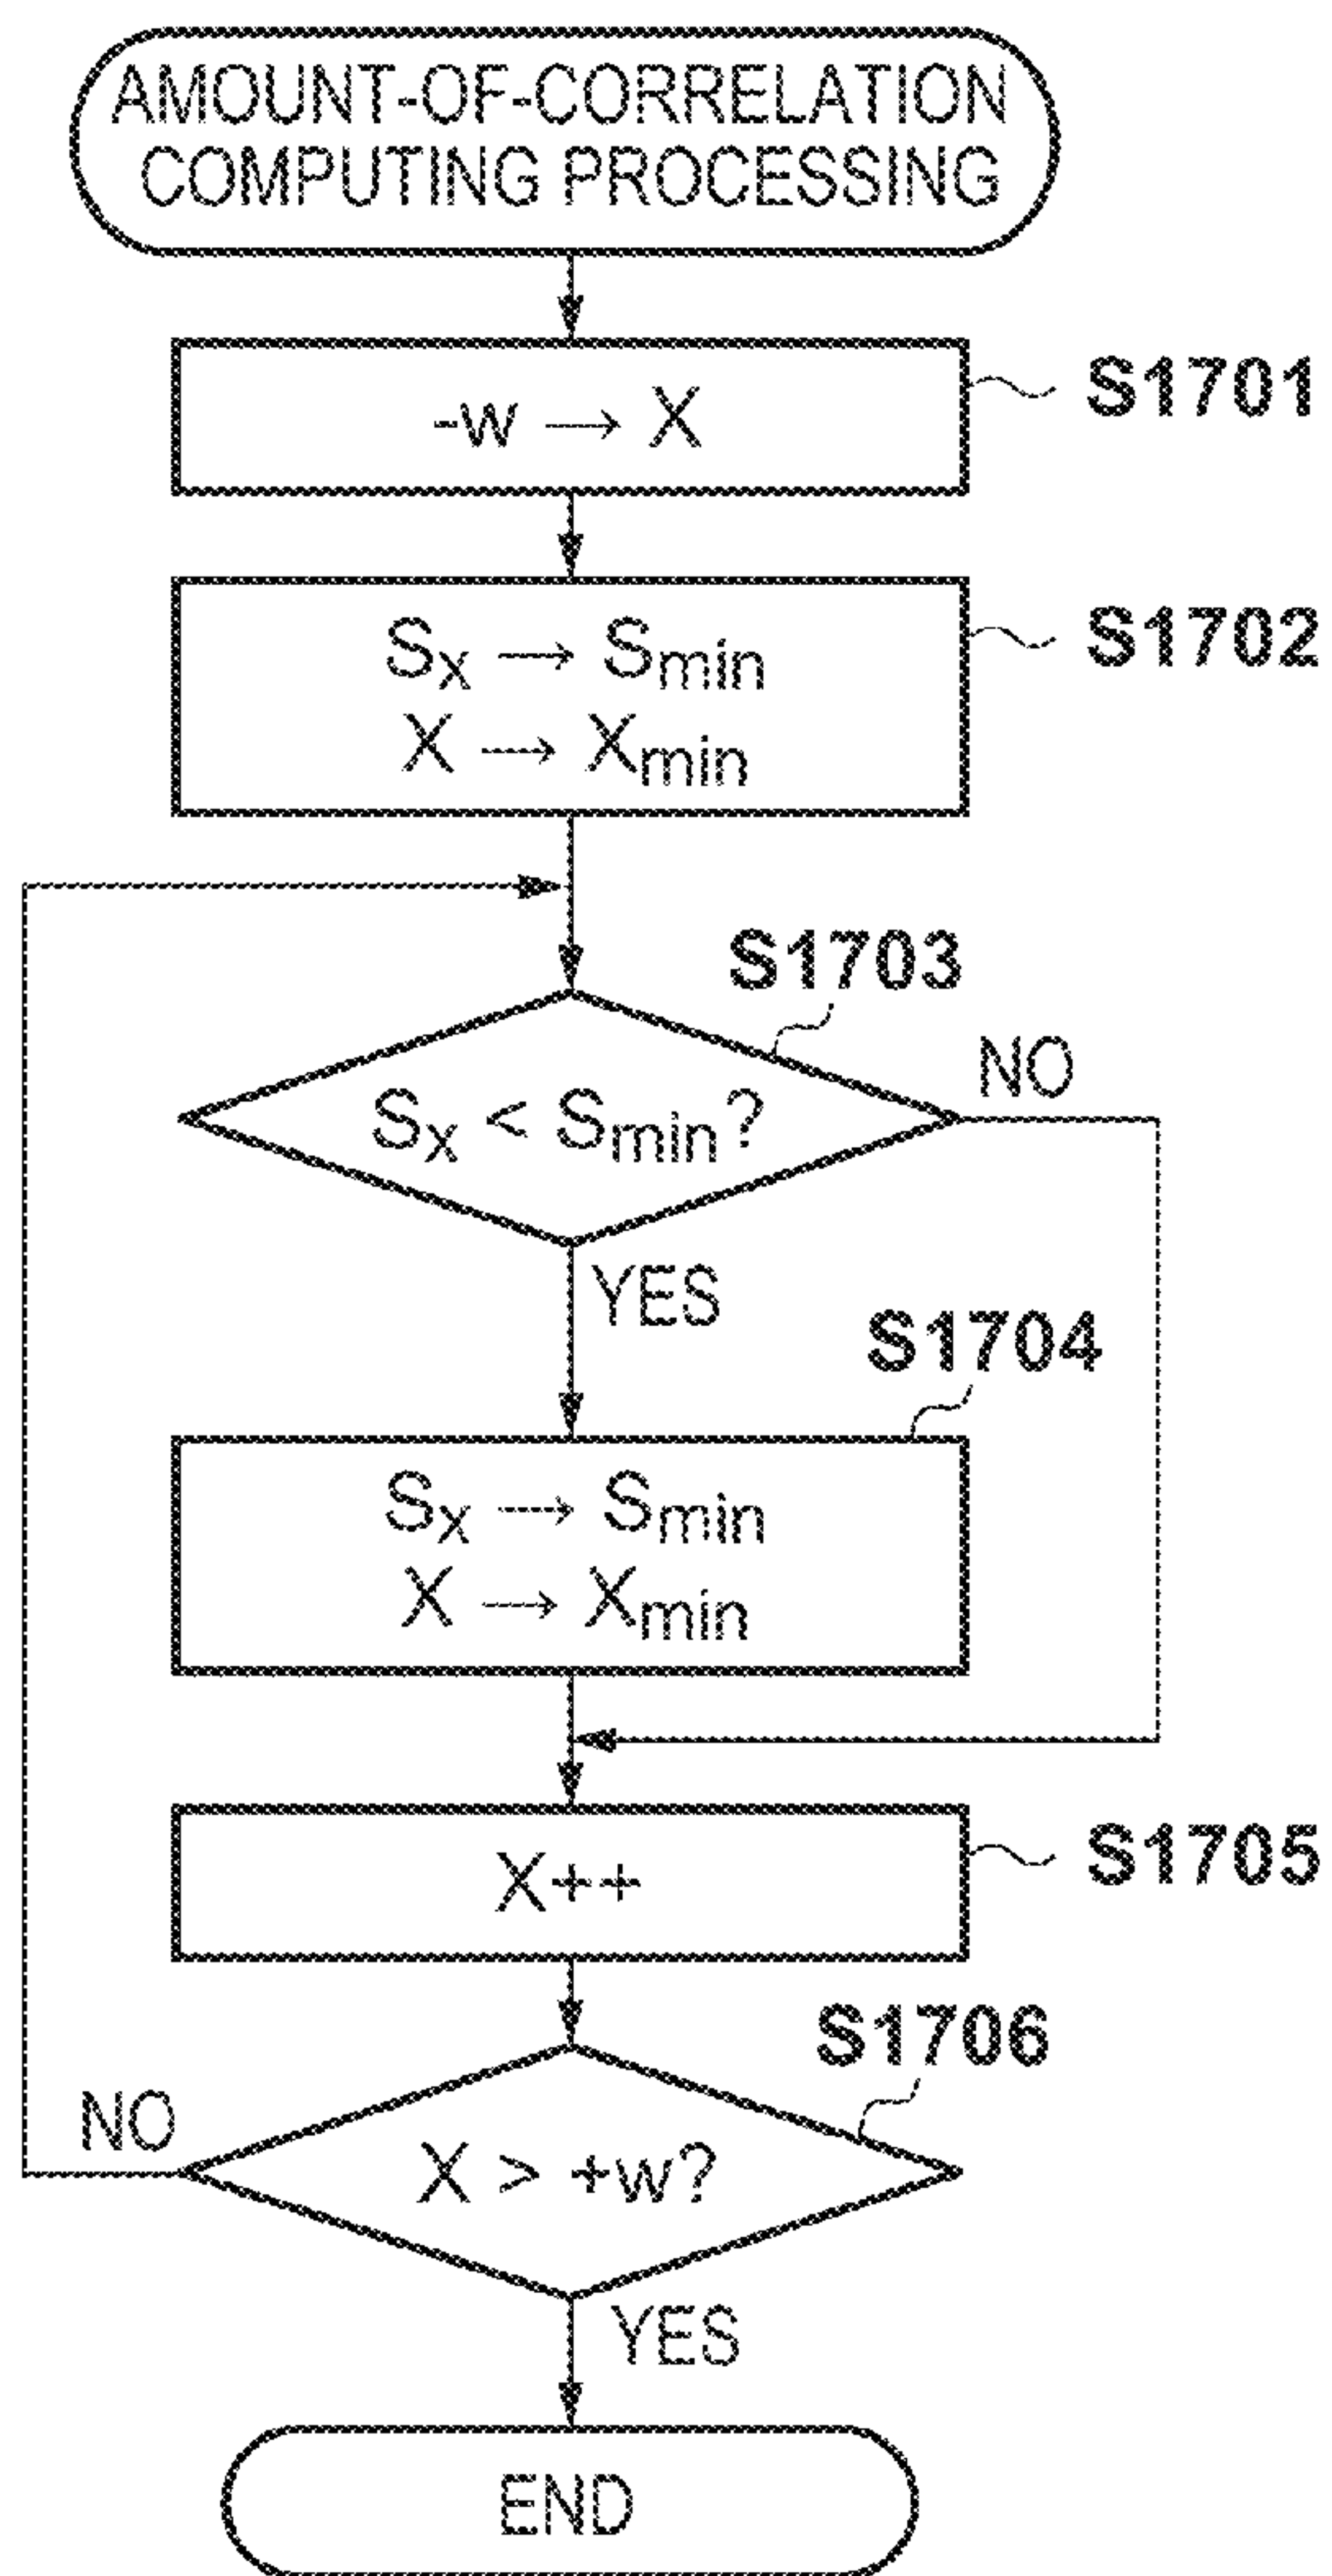 AMOUNT-OF-CORRELATION
COMPUTING PROCESSING
-w → X
S1701
Sx → Smin
X → Xmin
S1702
S1703
Sx < Smin?
NO
YES
S1704
Sx → Smin
X → Xmin
X++
S1705
S1706
X > +w?
NO
YES
END